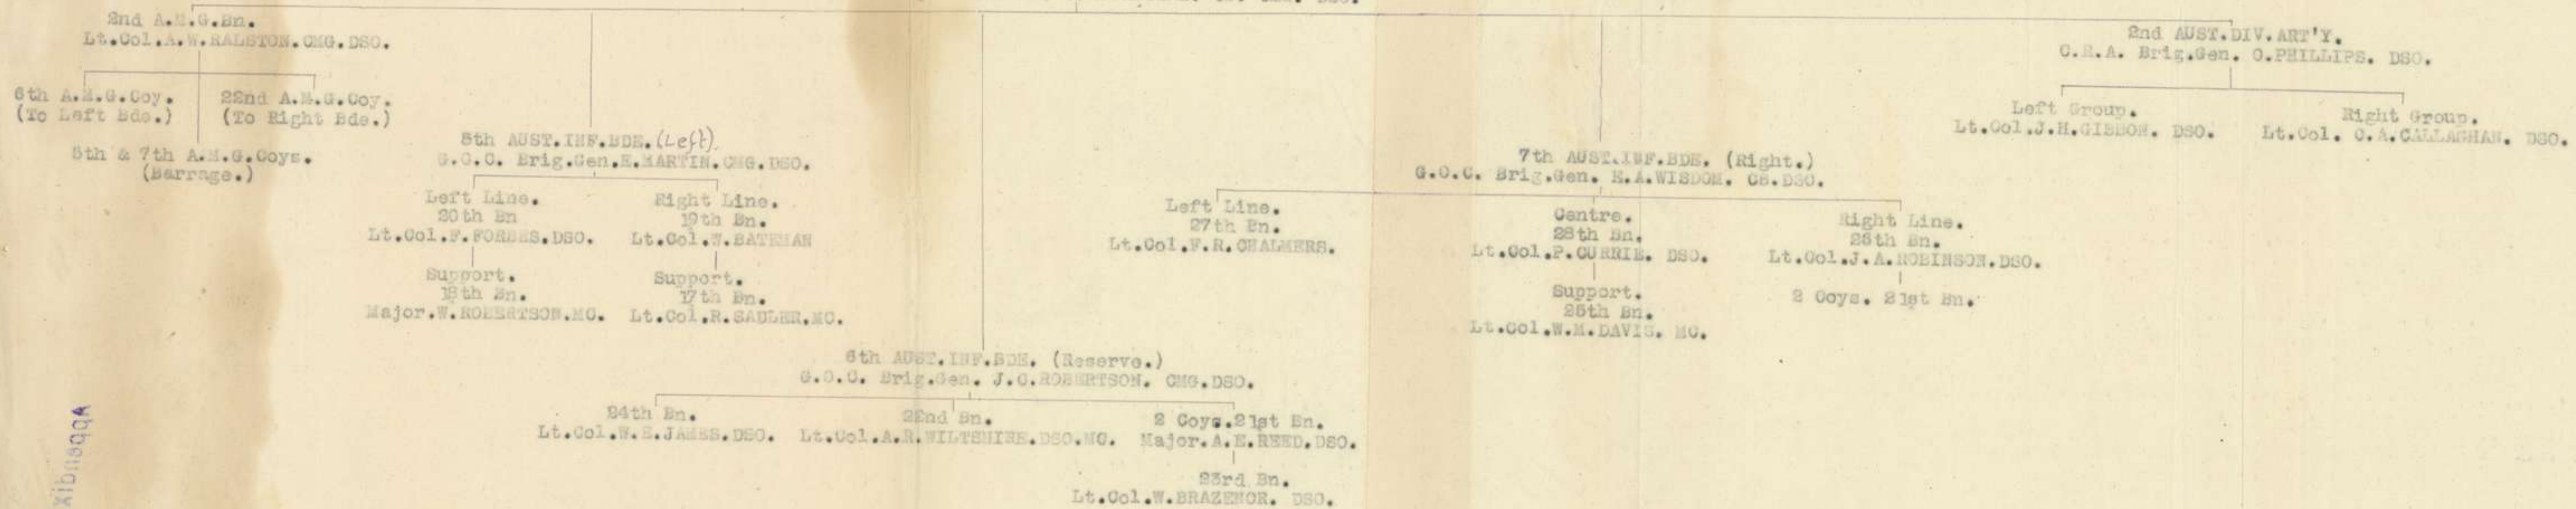 2nd A.M.G.Bn.
Lt.Col.A.W.RALSTON.CMG.DSO.
6th A.M.G.Coy.
(To Left Bde.)
22nd A.M.G.Coy.
(To Right Bde.)
5th & 7th A.M.G.Coys.
(Barrage.)
5th AUST.INF.BDE.(Left).
G.O.C. Brig.Gen.E.MARTIN.CMG.DSO.
Left Line.
20th Bn
Lt.Col.F.FORBES.DSO.
Support.
18th Bn.
Major.W.ROBERTSON.MC.
Right Line.
19th Bn.
Lt.Col.W.BATEMAN
Support.
17th Bn.
Lt.Col.R.SADLER.MC.
6th AUST.INF.BDE. (Reserve.)
G.O.C. Brig.Gen. J.C.ROBERTSON. CMG.DSO.
24th Bn.
Lt.Col.W.E.JAMES.DSO.
22nd Bn.
Lt.Col.A.R.WILTSHIRE.DSO.MC.
2 Coys.21st Bn.
Major.A.E.REED.DSO.
23rd Bn.
Lt.Col.W.BRAZENOR. DSO.
7th AUST.INF.BDE. (Right.)
G.O.C. Brig.Gen. E.A.WISDOM. CB.DSO.
Left Line.
27th Bn.
Lt.Col.F.R.CHALMERS.
Centre.
28th Bn.
Lt.Col.P.CURRIE. DSO.
Support.
25th Bn.
Lt.Col.W.M.DAVIS. MC.
Right Line.
26th Bn.
Lt.Col.J.A.ROBINSON.DSO.
2 Coys. 21st Bn.
2nd AUST.DIV.ART'Y.
C.R.A. Brig.Gen. O.PHILLIPS. DSO.
Left Group.
Lt.Col.J.H.GIBBON. DSO.
Right Group.
Lt.Col. C.A.CALLAGHAN. DSO.
Appendix